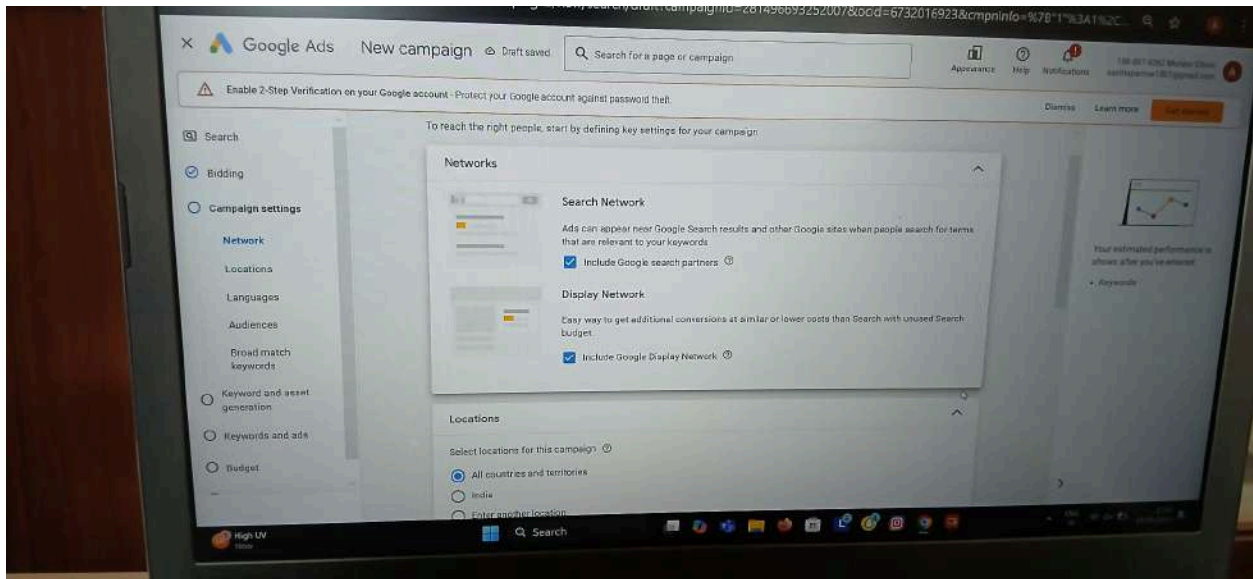 Google Ads New campaign Draft saved Search for a page or campaign
Appearance Help Notifications
Enable 2-Step Verification on your Google account - Protect your Google account against password theft.
Dismiss Learn more
Search
Bidding
Campaign settings
Network
Locations
Languages
Audiences
Broad match
keywords
Keyword and asset
generation
Keywords and ads
Budget
To reach the right people, start by defining key settings for your campaign
Networks
Search Network
Ads can appear near Google Search results and other Google sites when people search for terms
that are relevant to your keywords
Include Google search partners
Display Network
Easy way to get additional conversions at similar or lower costs than Search with unused Search
budget.
Include Google Display Network
Locations
Select locations for this campaign
All countries and territories
India
Enter another location
Your estimated performance is
shown after you've entered:
• Keywords
High UV
Now
Search